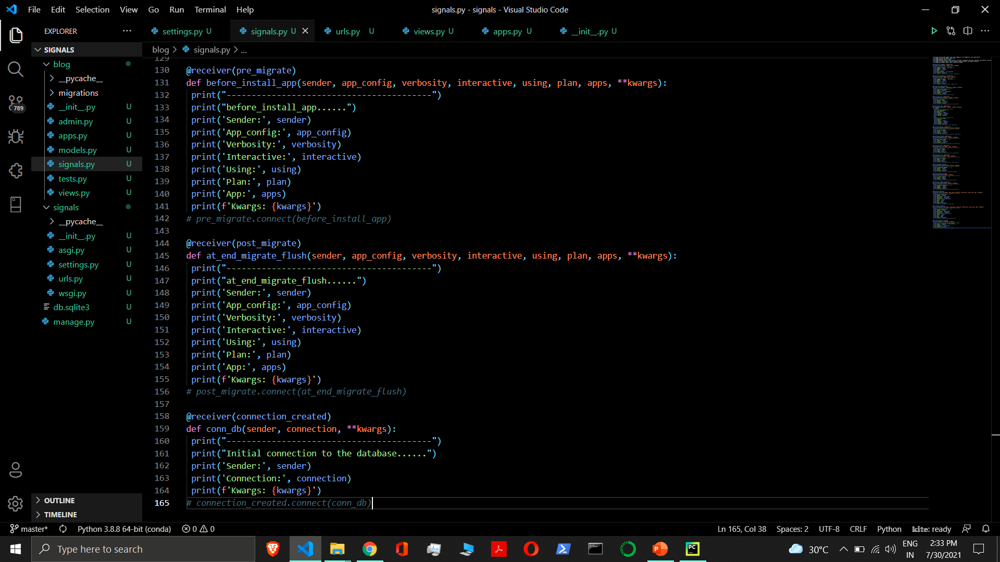 File Edit Selection View Go Run Terminal Help
signals.py - signals - Visual Studio Code
EXPLORER
settings.py U
signals.py U
urls.py U
views.py U
apps.py U
__init__.py U
SIGNALS
blog > signals.py > ...
blog
__pycache__
migrations
__init__.py U
admin.py U
apps.py U
models.py U
signals.py U
tests.py U
views.py U
signals
__pycache__
__init__.py U
asgi.py U
settings.py U
urls.py U
wsgi.py U
db.sqlite3 U
manage.py U
789
OUTLINE
TIMELINE
129
130 @receiver(pre_migrate)
131 def before_install_app(sender, app_config, verbosity, interactive, using, plan, apps, **kwargs):
132 print("-----------------------------------------")
133 print("before_install_app......")
134 print('Sender:', sender)
135 print('App_config:', app_config)
136 print('Verbosity:', verbosity)
137 print('Interactive:', interactive)
138 print('Using:', using)
139 print('Plan:', plan)
140 print('App:', apps)
141 print(f'Kwargs: {kwargs}')
142 # pre_migrate.connect(before_install_app)
143
144 @receiver(post_migrate)
145 def at_end_migrate_flush(sender, app_config, verbosity, interactive, using, plan, apps, **kwargs):
146 print("-----------------------------------------")
147 print("at_end_migrate_flush......")
148 print('Sender:', sender)
149 print('App_config:', app_config)
150 print('Verbosity:', verbosity)
151 print('Interactive:', interactive)
152 print('Using:', using)
153 print('Plan:', plan)
154 print('App:', apps)
155 print(f'Kwargs: {kwargs}')
156 # post_migrate.connect(at_end_migrate_flush)
157
158 @receiver(connection_created)
159 def conn_db(sender, connection, **kwargs):
160 print("-----------------------------------------")
161 print("Initial connection to the database......")
162 print('Sender:', sender)
163 print('Connection:', connection)
164 print(f'Kwargs: {kwargs}')
165 # connection_created.connect(conn_db)
master* Python 3.8.8 64-bit (conda) 0 0
Ln 165, Col 38 Spaces: 2 UTF-8 CRLF Python kite: ready
Type here to search
PC
30°C
ENG
IN
2:33 PM
7/30/2021